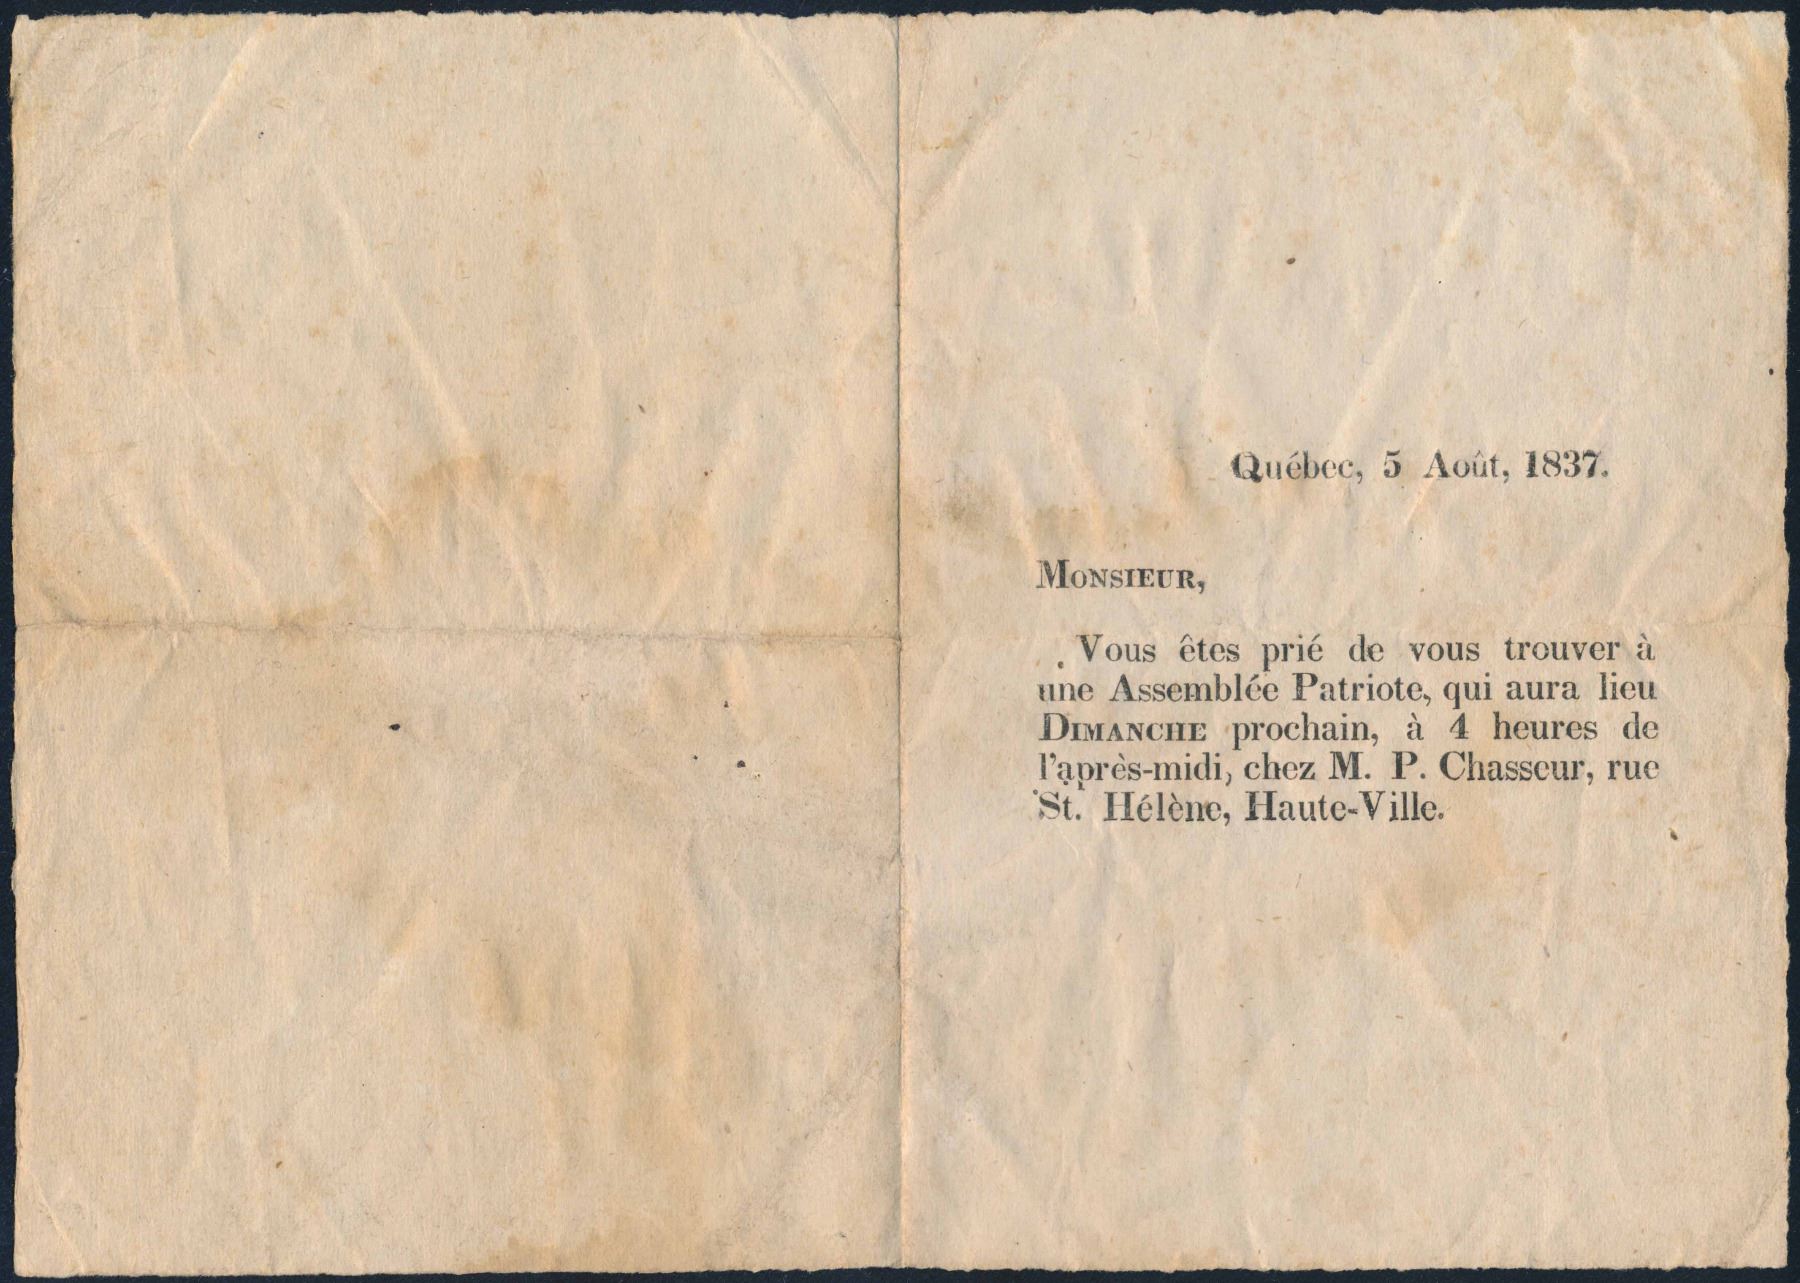 Québec, 5 Août, 1837.
Monsieur,
Vous êtes prié de vous trouver à
une Assemblée Patriote, qui aura lieu
Dimanche prochain, à 4 heures de
l'après-midi, chez M. P. Chasseur, rue
St. Hélène, Haute-Ville.